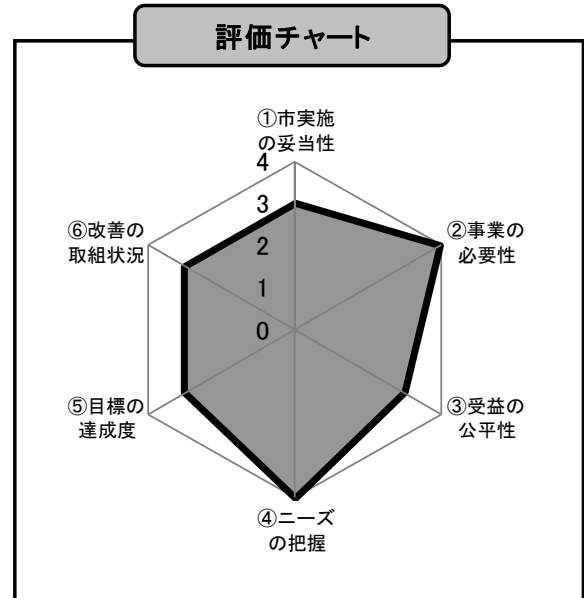 評価チャート
①市実施
の妥当性
②事業の
必要性
③受益の
公平性
④ニーズ
の把握
⑤目標の
達成度
⑥改善の
取組状況
4
3
2
1
0